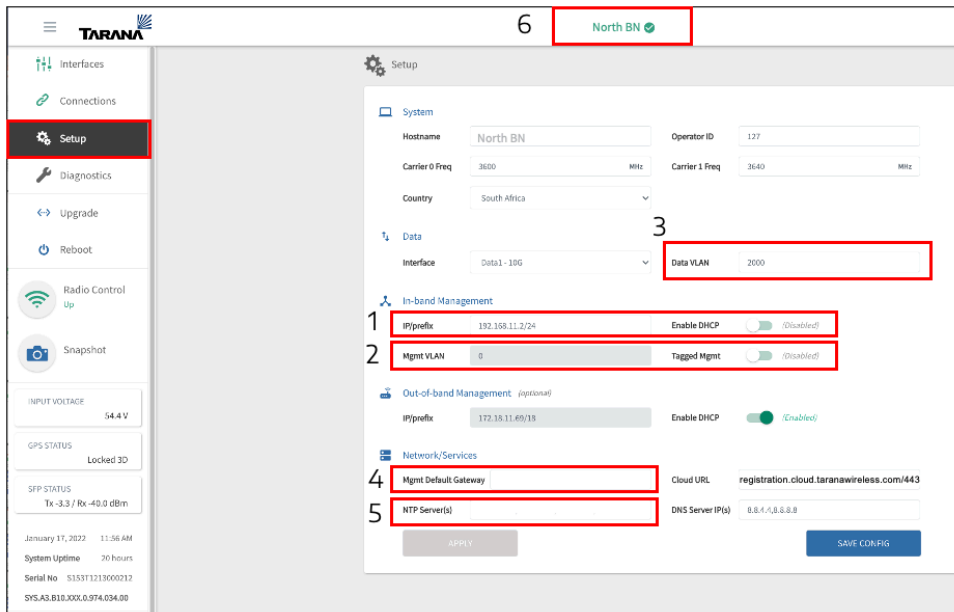 TARANA
6
North BN
Interfaces
Connections
Setup
Diagnostics
Upgrade
Reboot
Radio Control
Up
Snapshot
INPUT VOLTAGE
54.4 V
GPS STATUS
Locked 3D
SFP STATUS
Tx -3.3 / Rx -40.0 dBm
January 17, 2022 11:56 AM
System Uptime 20 hours
Serial No S153T1213000212
SYS.A3.B10.XXX.0.974.034.00
Setup
System
Hostname North BN Operator ID 127
Carrier 0 Freq 3600 MHz Carrier 1 Freq 3640 MHz
Country South Africa
Data
3
Interface Data1 - 10G Data VLAN 2000
In-band Management
1 IP/prefix 192.168.11.2/24 Enable DHCP (Disabled)
2 Mgmt VLAN 0 Tagged Mgmt (Disabled)
Out-of-band Management (optional)
IP/prefix 172.18.11.69/18 Enable DHCP (Enabled)
Network/Services
4 Mgmt Default Gateway Cloud URL registration.cloud.taranawireless.com/443
5 NTP Server(s) DNS Server IP(s) 8.8.4.4,8.8.8.8
APPLY SAVE CONFIG